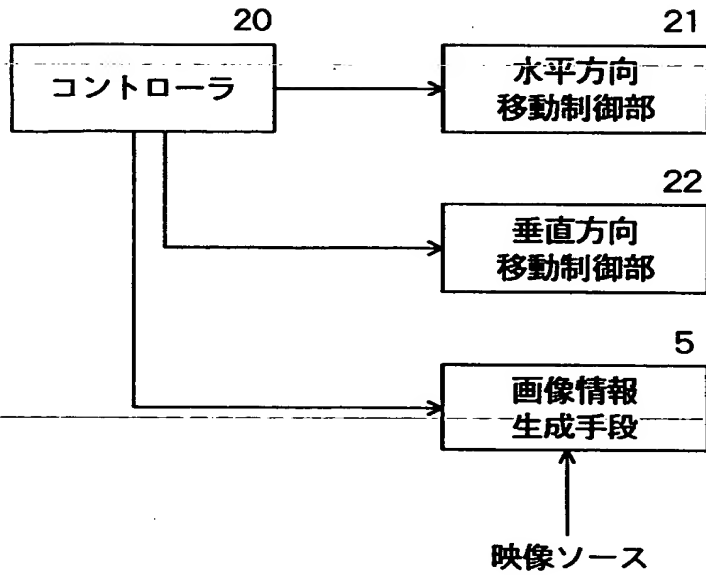 20
コントローラ
21
水平方向
移動制御部
22
垂直方向
移動制御部
5
画像情報
生成手段
映像ソース